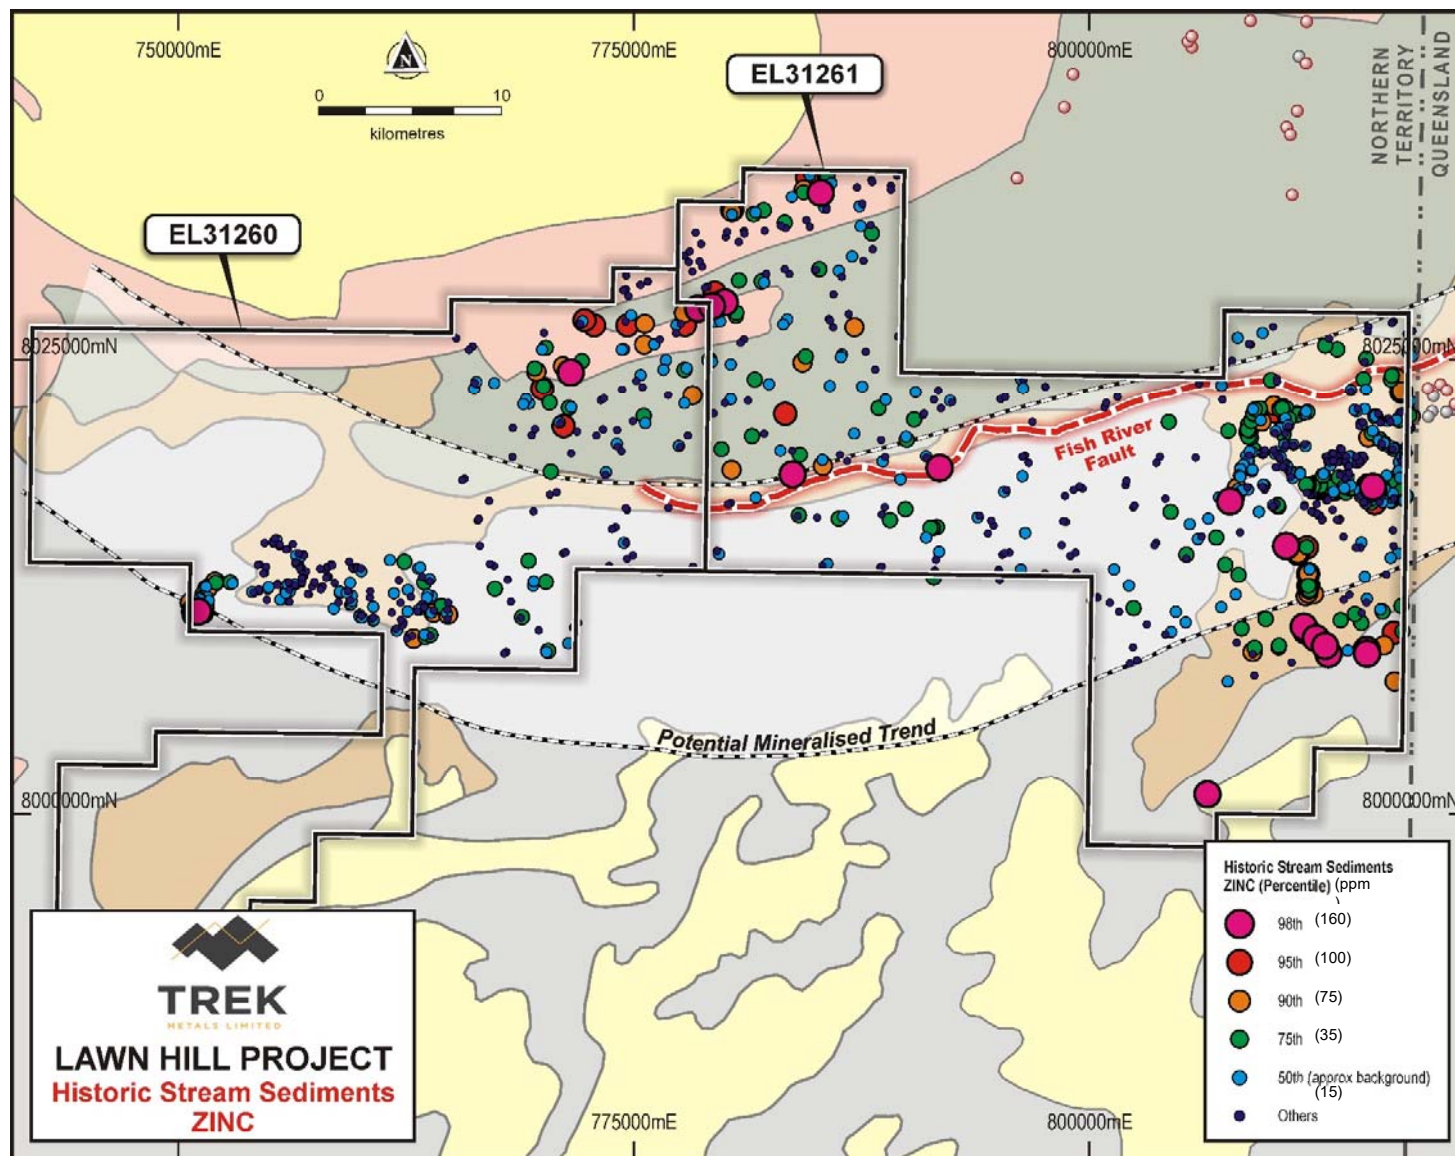 750000mE
775000mE
800000mE
N
0 10
kilometres
EL31261
NORTHERN
TERRITORY
QUEENSLAND
EL31260
8025000mN
8025000mN
Fish River
Fault
Potential Mineralised Trend
8000000mN
8000000mN
Historic Stream Sediments
ZINC (Percentile) (ppm
)
98th (160)
95th (100)
90th (75)
75th (35)
50th (approx background)
(15)
Others
TREK
METALS LIMITED
LAWN HILL PROJECT
Historic Stream Sediments
ZINC
775000mE
800000mE